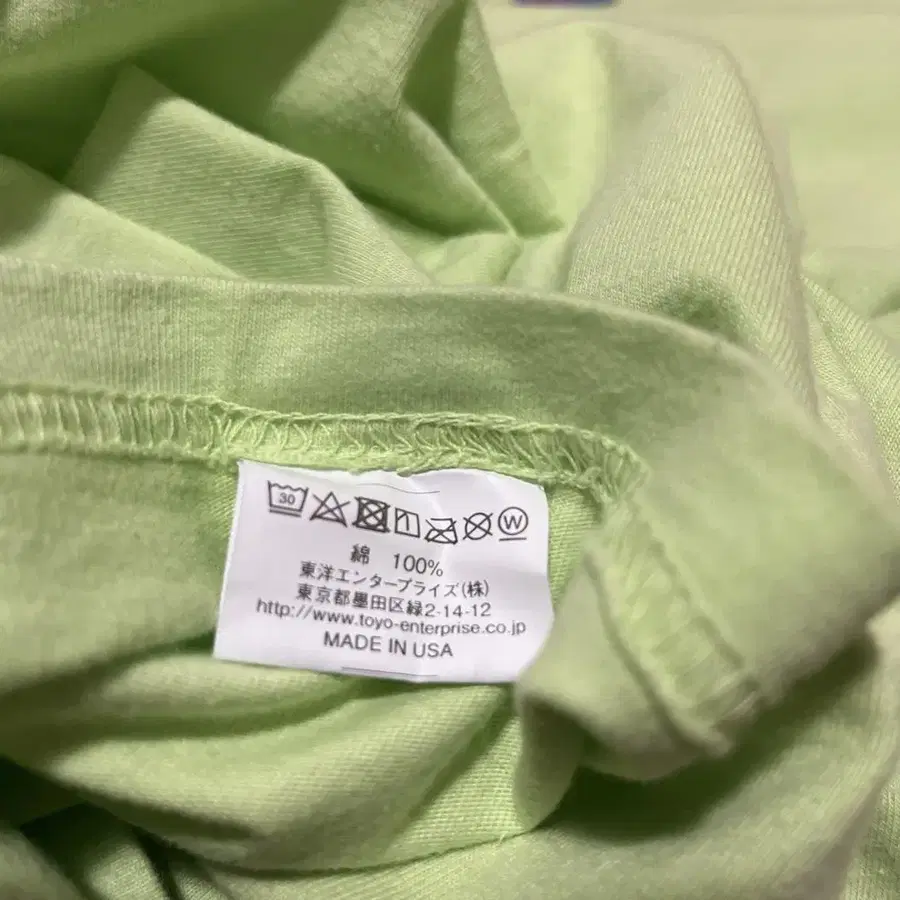 30 W
綿 100%
東洋エンタープライズ(株)
東京都墨田区緑2-14-12
http://www.toyo-enterprise.co.jp
MADE IN USA